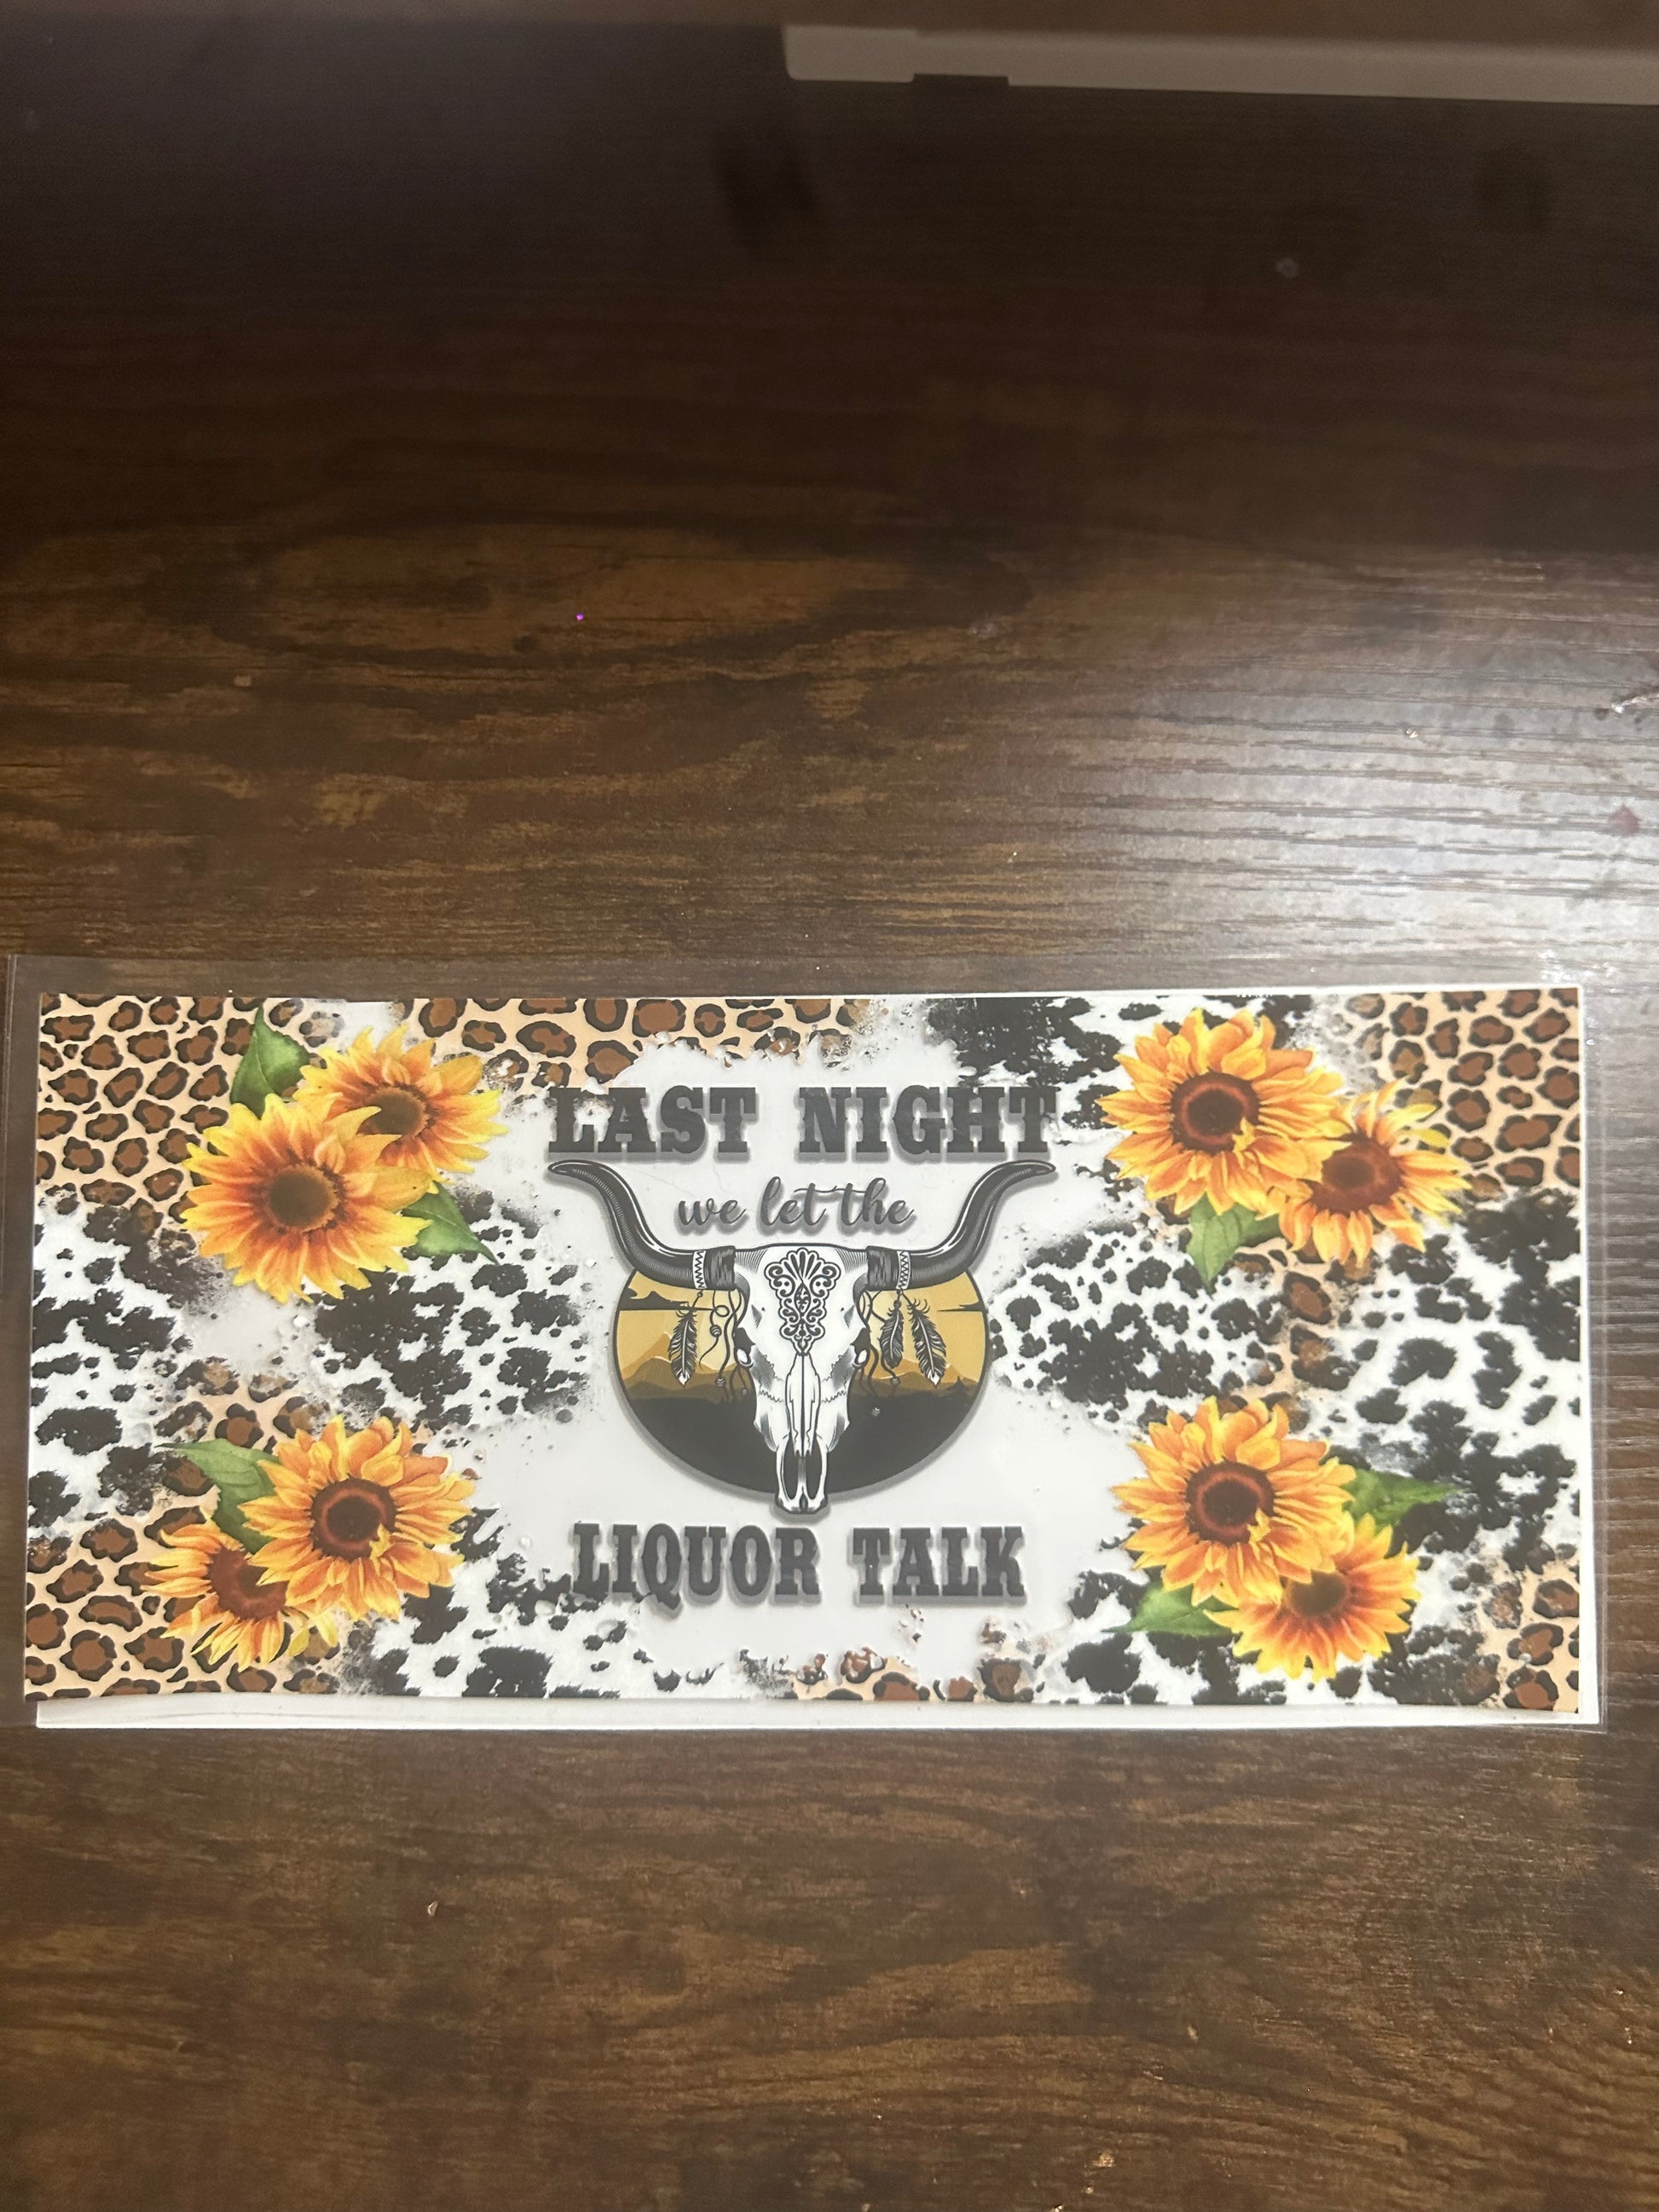 LAST NIGHT
we let the
LIQUOR TALK